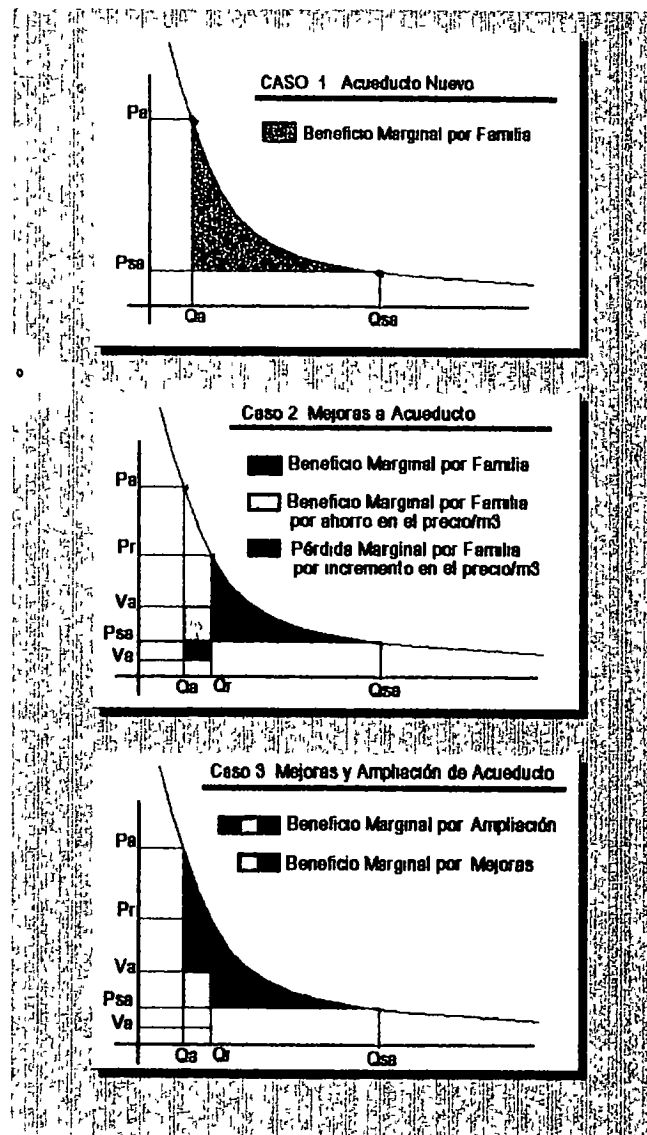 CASO 1 Acueducto Nuevo
Beneficio Marginal por Familia
Pa
Psa
Qa
Qsa
Caso 2 Mejoras a Acueducto
Beneficio Marginal por Familia
Beneficio Marginal por Familia
por ahorro en el precio/m3
Pérdida Marginal por Familia
por incremento en el precio/m3
Pa
Pr
Va
Psa
Va
Qa
Qr
Qsa
Caso 3 Mejoras y Ampliación de Acueducto
Beneficio Marginal por Ampliación
Beneficio Marginal por Mejoras
Pa
Pr
Va
Psa
Va
Qa
Qr
Qsa